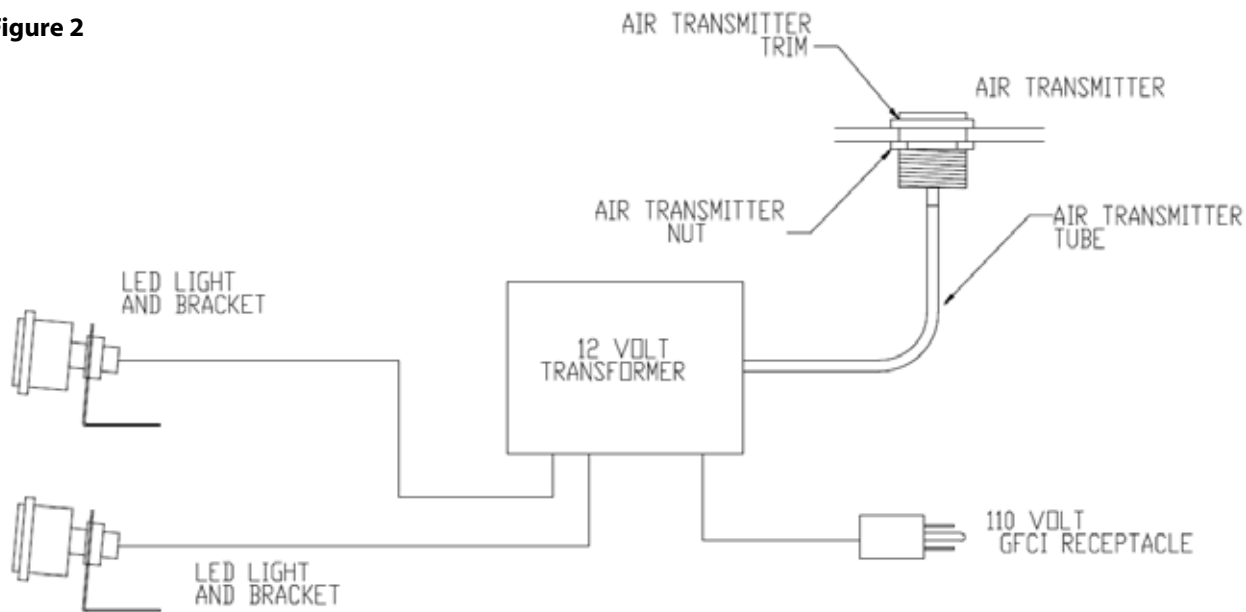 Figure 2
AIR TRANSMITTER
TRIM
AIR TRANSMITTER
AIR TRANSMITTER
NUT
AIR TRANSMITTER
TUBE
LED LIGHT
AND BRACKET
12 VOLT
TRANSFORMER
110 VOLT
GFCI RECEPTACLE
LED LIGHT
AND BRACKET